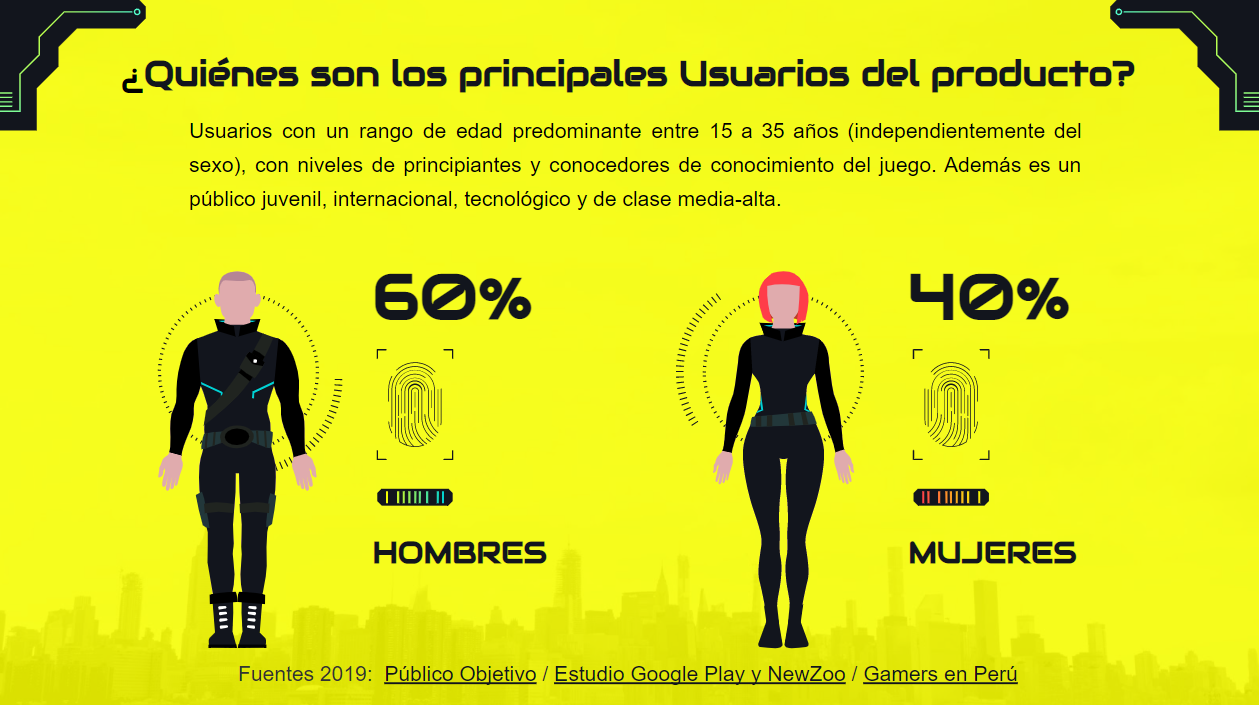 ¿Quiénes son los principales Usuarios del producto?
Usuarios con un rango de edad predominante entre 15 a 35 años (independientemente del
sexo), con niveles de principiantes y conocedores de conocimiento del juego. Además es un
público juvenil, internacional, tecnológico y de clase media-alta.
60%
HOMBRES
40%
MUJERES
Fuentes 2019: Público Objetivo / Estudio Google Play y NewZoo / Gamers en Perú